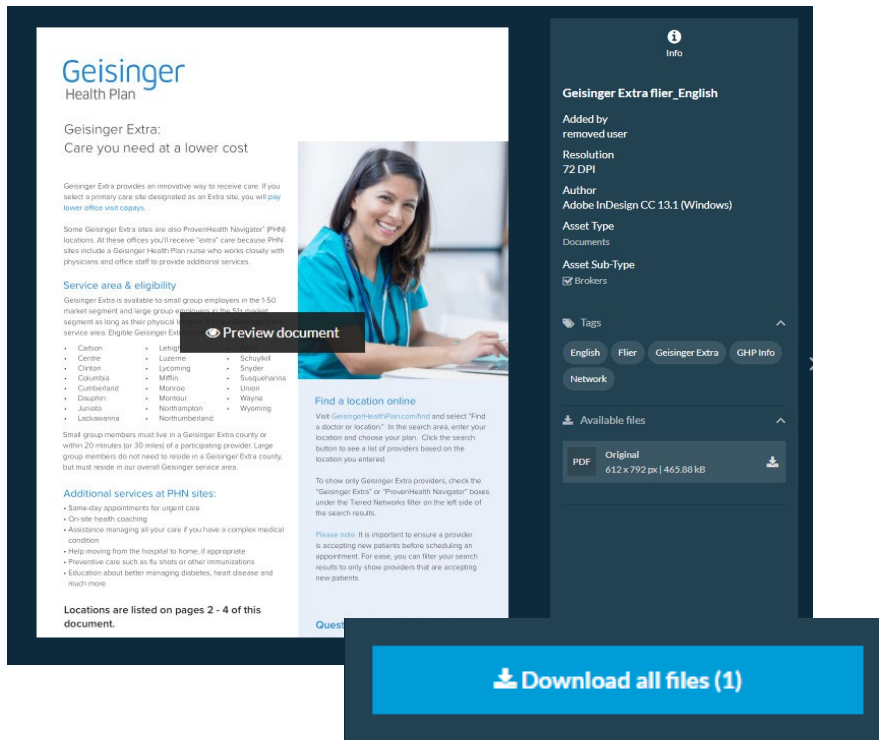 Geisinger
Health Plan
Geisinger Extra:
Care you need at a lower cost
Geisinger Extra provides an innovative way to receive care. If you
select a primary care site designated as an Extra site, you will pay
lower office visit copays.
Some Geisinger Extra sites are also ProvenHealth Navigator® (PHN)
locations. At these offices you'll receive "extra" care because PHN
sites include a Geisinger Health Plan nurse who works closely with
physicians and office staff to provide additional services.
Service area & eligibility
Geisinger Extra is available to small group employers in the 1-50
market segment and large group employers in the 51+ market
segment as long as their physical
service area. Eligible Geisinger
• Carbon
• Centre
• Clinton
• Columbia
• Cumberland
• Dauphin
• Juniata
• Lackawanna
• Lehigh
• Luzerne
• Lycoming
• Mifflin
• Monroe
• Montour
• Northampton
• Northumberland
• Schuylkill
• Snyder
• Susquehanna
• Union
• Wayne
• Wyoming
Small group members must live in a Geisinger Extra county or
within 20 minutes (or 30 miles) of a participating provider. Large
group members do not need to reside in a Geisinger Extra county,
but must reside in our overall Geisinger service area.
Additional services at PHN sites:
• Same-day appointments for urgent care
• On-site health coaching
• Assistance managing all your care if you have a complex medical
condition
• Help moving from the hospital to home, if appropriate
• Preventive care such as flu shots or other immunizations
• Education about better managing diabetes, heart disease and
much more
Locations are listed on pages 2 - 4 of this
document.
Preview document
Find a location online
Visit GeisingerHealthPlan.com/find and select "Find
a doctor or location." In the search area, enter your
location and choose your plan. Click the search
button to see a list of providers based on the
location you entered.
To show only Geisinger Extra providers, check the
"Geisinger Extra" or "ProvenHealth Navigator" boxes
under the Tiered Networks filter on the left side of
the search results.
Please note: It is important to ensure a provider
is accepting new patients before scheduling an
appointment. For ease, you can filter your search
results to only show providers that are accepting
new patients.
Info
Geisinger Extra flier_English
Added by
removed user
Resolution
72 DPI
Author
Adobe InDesign CC 13.1 (Windows)
Asset Type
Documents
Asset Sub-Type
Brokers
Tags
English
Flier
Geisinger Extra
GHP Info
Network
Available files
PDF
Original
612 x 792 px | 465.88 kB
Download all files (1)